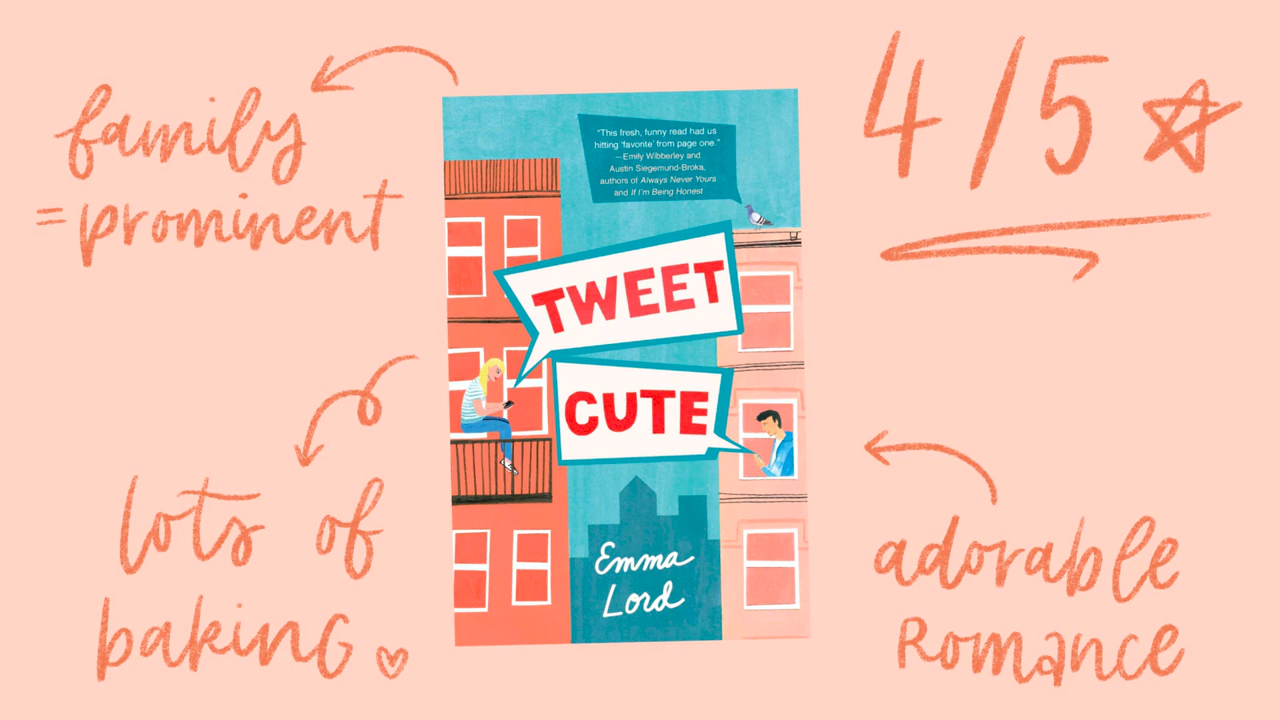 family
= prominent
4/5 ☆
"This fresh, funny read had us
hitting 'favorite' from page one."
—Emily Wibberley and
Austin Siegemund-Broka,
authors of Always Never Yours
and If I'm Being Honest
TWEET
CUTE
Emma
Lord
lots of
baking ♡
adorable
Romance